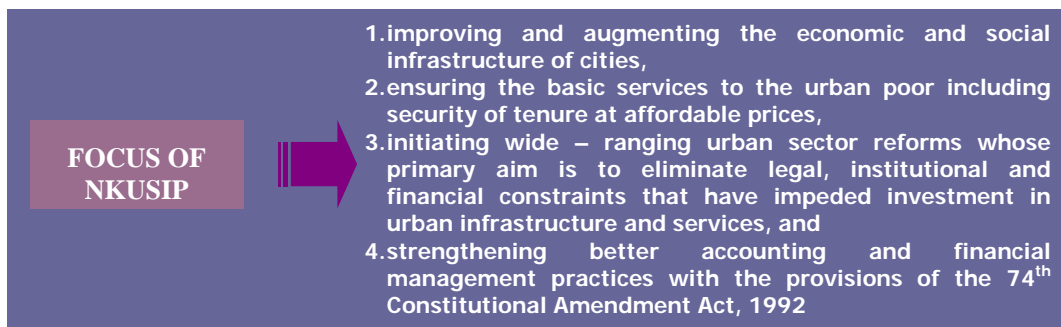 FOCUS OF
NKUSIP
1.improving and augmenting the economic and social
infrastructure of cities,
2.ensuring the basic services to the urban poor including
security of tenure at affordable prices,
3.initiating wide – ranging urban sector reforms whose
primary aim is to eliminate legal, institutional and
financial constraints that have impeded investment in
urban infrastructure and services, and
4.strengthening better accounting and financial
management practices with the provisions of the 74th
Constitutional Amendment Act, 1992